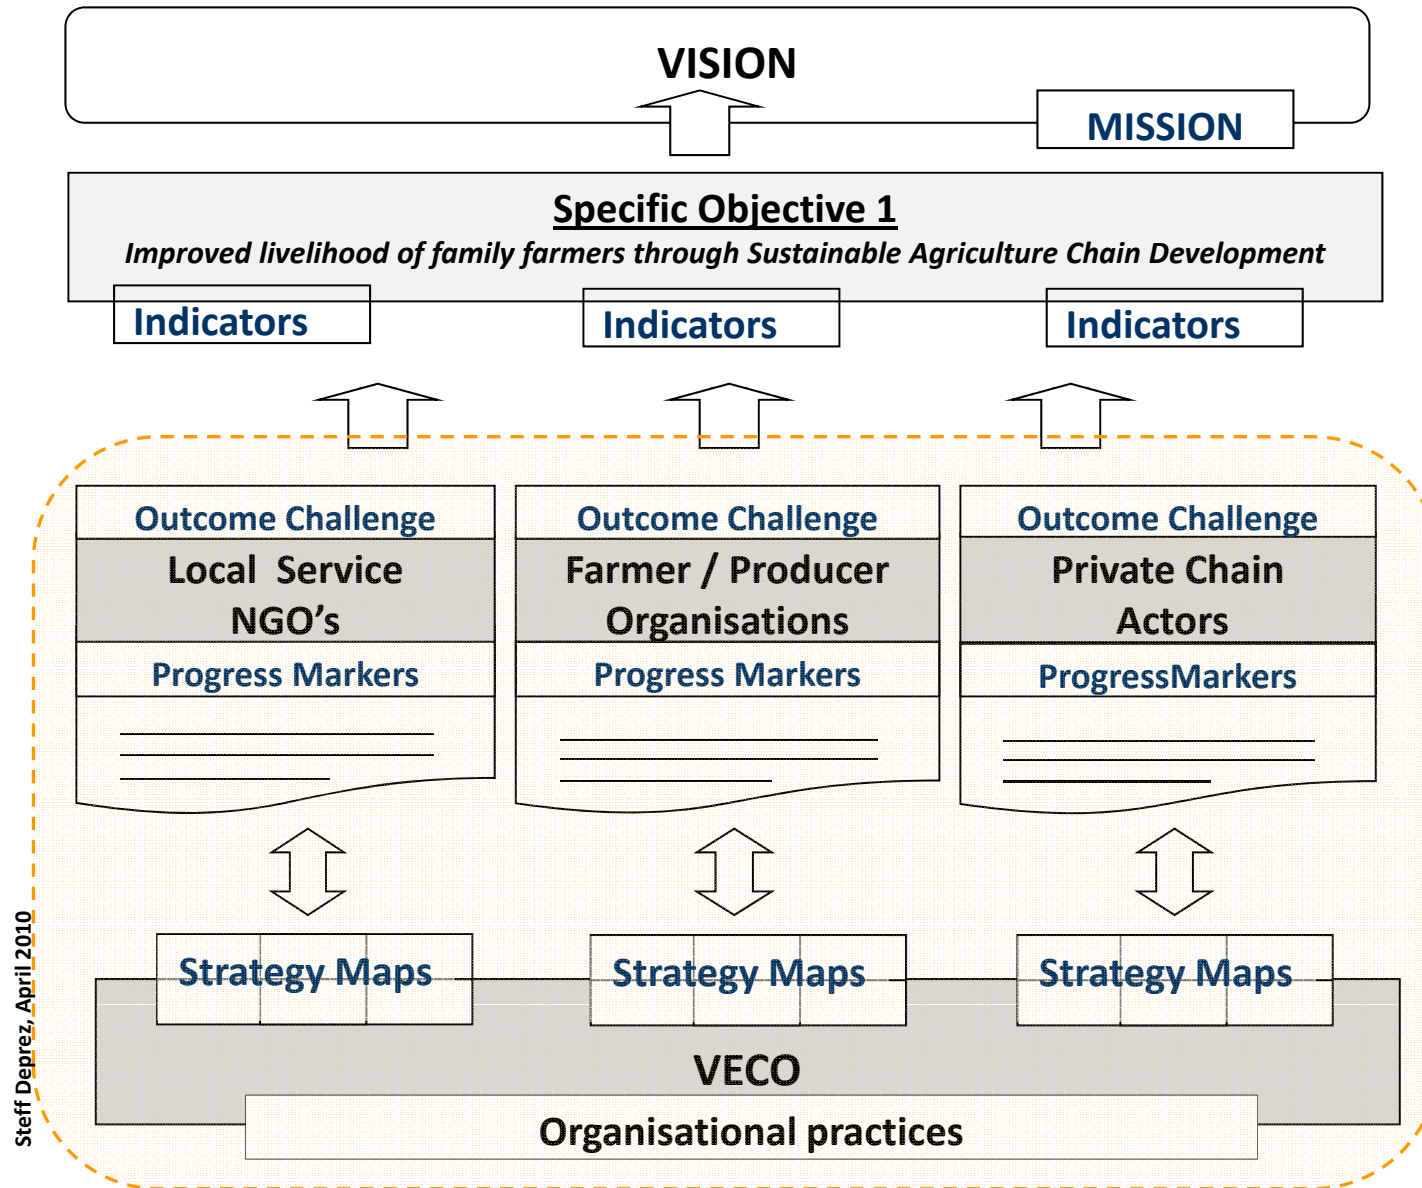 VISION
MISSION
Specific Objective 1
Improved livelihood of family farmers through Sustainable Agriculture Chain Development
Indicators
Indicators
Indicators
Outcome Challenge
Local Service
NGO’s
Progress Markers
Outcome Challenge
Farmer / Producer
Organisations
Progress Markers
Outcome Challenge
Private Chain
Actors
ProgressMarkers
Strategy Maps
Strategy Maps
Strategy Maps
VECO
Organisational practices
Steff Deprez, April 2010